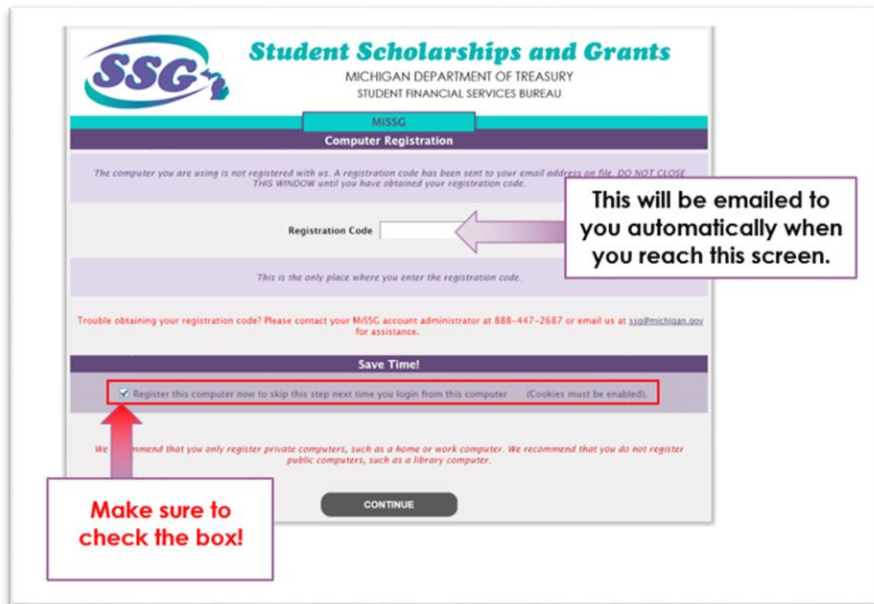 SSG
Student Scholarships and Grants
MICHIGAN DEPARTMENT OF TREASURY
STUDENT FINANCIAL SERVICES BUREAU
MiSSG
Computer Registration
The computer you are using is not registered with us. A registration code has been sent to your email address on file. DO NOT CLOSE
THIS WINDOW until you have obtained your registration code.
This will be emailed to
you automatically when
you reach this screen.
Registration Code
This is the only place where you enter the registration code.
Trouble obtaining your registration code? Please contact your MiSSG account administrator at 888-447-2687 or email us at ssg@michigan.gov
for assistance.
Save Time!
Register this computer now to skip this step next time you login from this computer (Cookies must be enabled).
We mmend that you only register private computers, such as a home or work computer. We recommend that you do not register
public computers, such as a library computer.
Make sure to
check the box!
CONTINUE